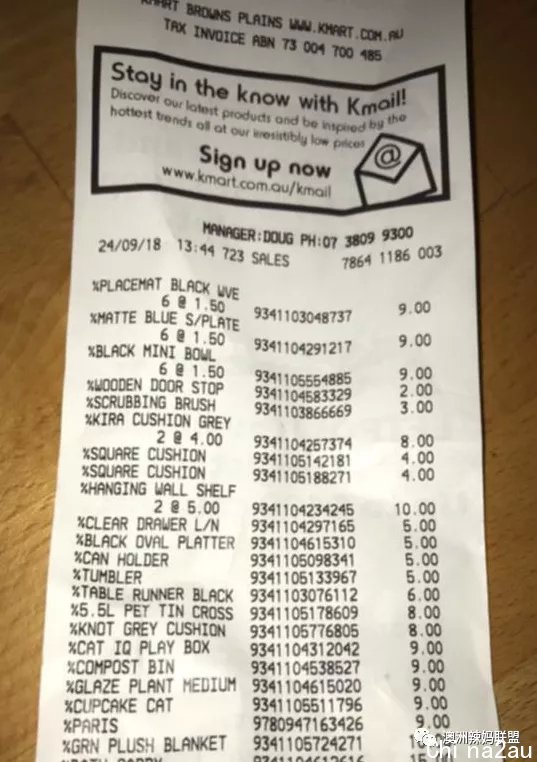 KMART BROWNS PLAINS WWW.KMART.COM.AU
TAX INVOICE ABN 73 004 700 485
Stay in the know with Kmail!
Discover our latest products and be inspired by the
hottest trends all at our irresistibly low prices
Sign up now
www.kmart.com.au/kmail
@
MANAGER:DOUG PH:07 3809 9300
24/09/18 13:44 723 SALES 7864 1186 003
%PLACEMAT BLACK WVE
6 @ 1.50 9341103048737 9.00
%MATTE BLUE S/PLATE
6 @ 1.50 9341104291217 9.00
%BLACK MINI BOWL
6 @ 1.50 9341105554885 9.00
%WOODEN DOOR STOP 9341104583329 2.00
%SCRUBBING BRUSH 9341103866669 3.00
%KIRA CUSHION GREY
2 @ 4.00 9341104257374 8.00
%SQUARE CUSHION 9341105142181 4.00
%SQUARE CUSHION 9341105188271 4.00
%HANGING WALL SHELF
2 @ 5.00 9341104234245 10.00
%CLEAR DRAWER L/N 9341104297165 5.00
%BLACK OVAL PLATTER 9341104615310 5.00
%CAN HOLDER 9341105098341 5.00
%TUMBLER 9341105133967 5.00
%TABLE RUNNER BLACK 9341103076112 6.00
%5.5L PET TIN CROSS 9341105178609 8.00
%KNOT GREY CUSHION 9341105776805 8.00
%CAT IQ PLAY BOX 9341104312042 9.00
%COMPOST BIN 9341104538527 9.00
%GLAZE PLANT MEDIUM 9341104615020 9.00
%CUPCAKE CAT 9341105511796 9.00
%PARIS 9780947163426 9.00
%GRN PLUSH BLANKET 9341105724271
澳洲辣妈联盟